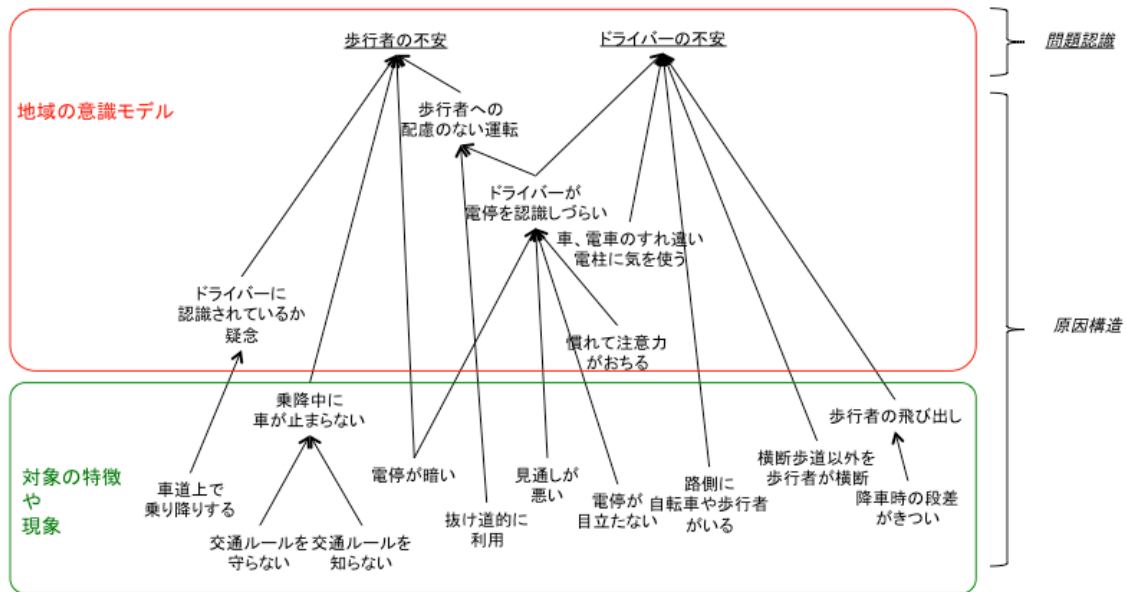 歩行者の不安
ドライバーの不安
問題認識
地域の意識モデル
歩行者への
配慮のない運転
ドライバーが
電停を認識しづらい
車、電車のすれ違い
電柱に気を使う
ドライバーに
認識されているか
疑念
慣れて注意力
がおちる
原因構造
対象の特徴
や
現象
乗降中に
車が止まらない
歩行者の飛び出し
車道上で
乗り降りする
電停が暗い
見通しが
悪い
横断歩道以外を
歩行者が横断
路側に
自転車や歩行者
がいる
電停が
目立たない
降車時の段差
がきつい
抜け道的に
利用
交通ルールを
守らない
交通ルールを
知らない